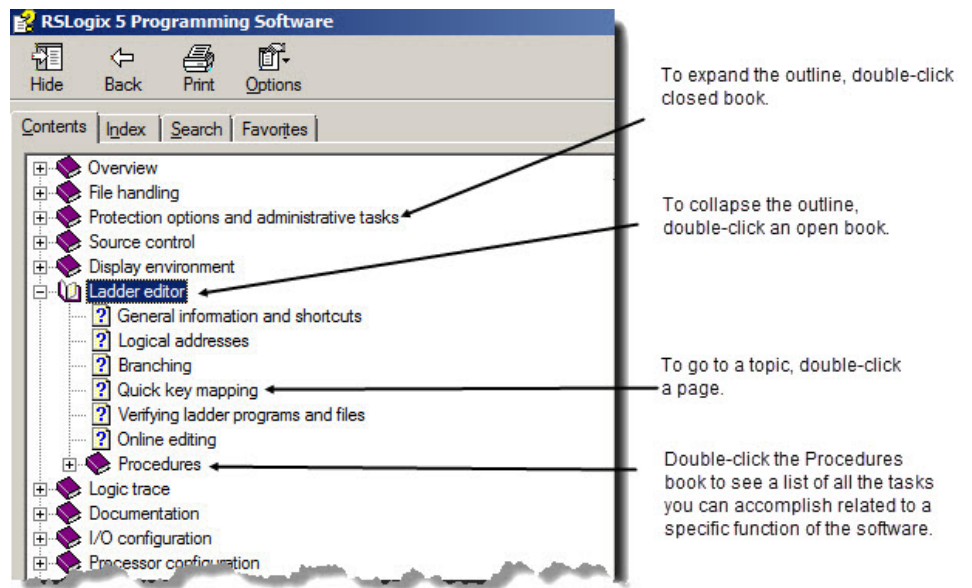 RSLogix 5 Programming Software
Hide Back Print Options
Contents Index Search Favorites
Overview
File handling
Protection options and administrative tasks
Source control
Display environment
Ladder editor
General information and shortcuts
Logical addresses
Branching
Quick key mapping
Verifying ladder programs and files
Online editing
Procedures
Logic trace
Documentation
I/O configuration
Processor configuration
To expand the outline, double-click
closed book.
To collapse the outline,
double-click an open book.
To go to a topic, double-click
a page.
Double-click the Procedures
book to see a list of all the tasks
you can accomplish related to a
specific function of the software.